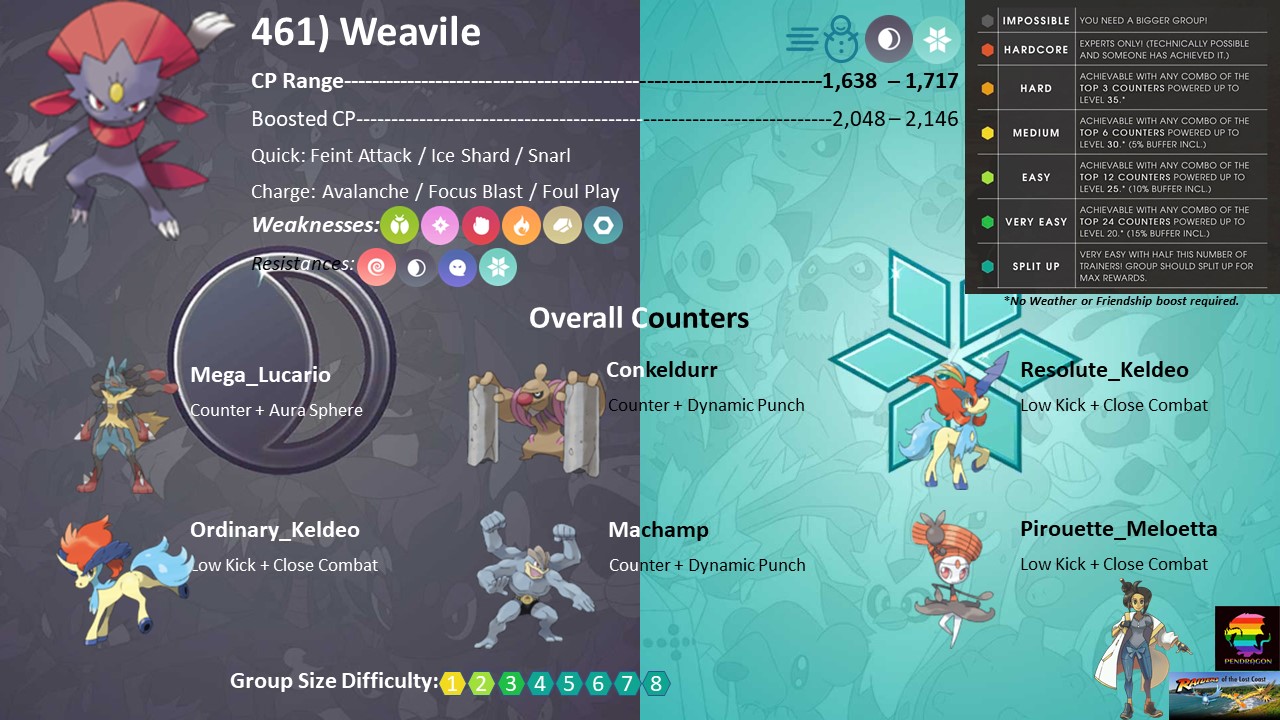 461) Weavile
CP Range--------------------------------------------------------------------1,638 – 1,717
Boosted CP--------------------------------------------------------------------2,048 – 2,146
Quick: Feint Attack / Ice Shard / Snarl
Charge: Avalanche / Focus Blast / Foul Play
Weaknesses:
Resistances:
IMPOSSIBLE YOU NEED A BIGGER GROUP!
HARDCORE EXPERTS ONLY! (TECHNICALLY POSSIBLE
AND SOMEONE HAS ACHIEVED IT.)
HARD ACHIEVABLE WITH ANY COMBO OF THE
TOP 3 COUNTERS POWERED UP TO
LEVEL 35.*
MEDIUM ACHIEVABLE WITH ANY COMBO OF THE
TOP 6 COUNTERS POWERED UP TO
LEVEL 30.* (5% BUFFER INCL.)
EASY ACHIEVABLE WITH ANY COMBO OF THE
TOP 12 COUNTERS POWERED UP TO
LEVEL 25.* (10% BUFFER INCL.)
VERY EASY ACHIEVABLE WITH ANY COMBO OF THE
TOP 24 COUNTERS POWERED UP TO
LEVEL 20.* (15% BUFFER INCL.)
SPLIT UP VERY EASY WITH HALF THIS NUMBER OF
TRAINERS! GROUP SHOULD SPLIT UP FOR
MAX REWARDS.
*No Weather or Friendship boost required.
Overall Counters
Mega_Lucario
Counter + Aura Sphere
Conkeldurr
Counter + Dynamic Punch
Resolute_Keldeo
Low Kick + Close Combat
Ordinary_Keldeo
Low Kick + Close Combat
Machamp
Counter + Dynamic Punch
Pirouette_Meloetta
Low Kick + Close Combat
Group Size Difficulty: 1 2 3 4 5 6 7 8
PENDROGON
RAIDERS of the Lost Coast